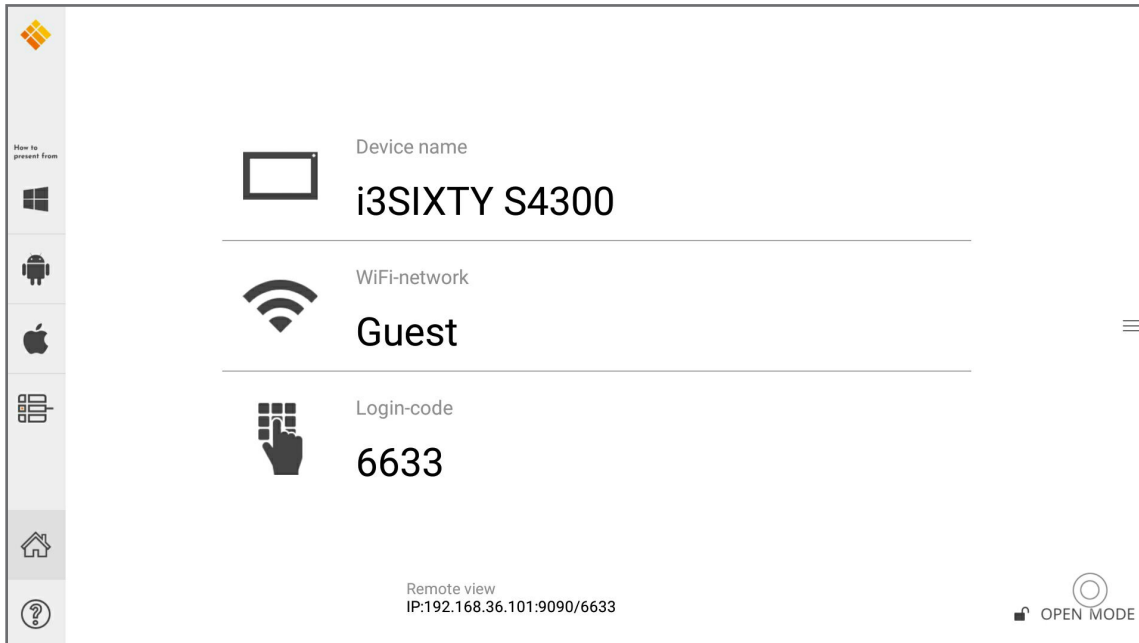 How to
present from
Device name
i3SIXTY S4300
WiFi-network
Guest
Login-code
6633
Remote view
IP:192.168.36.101:9090/6633
OPEN MODE